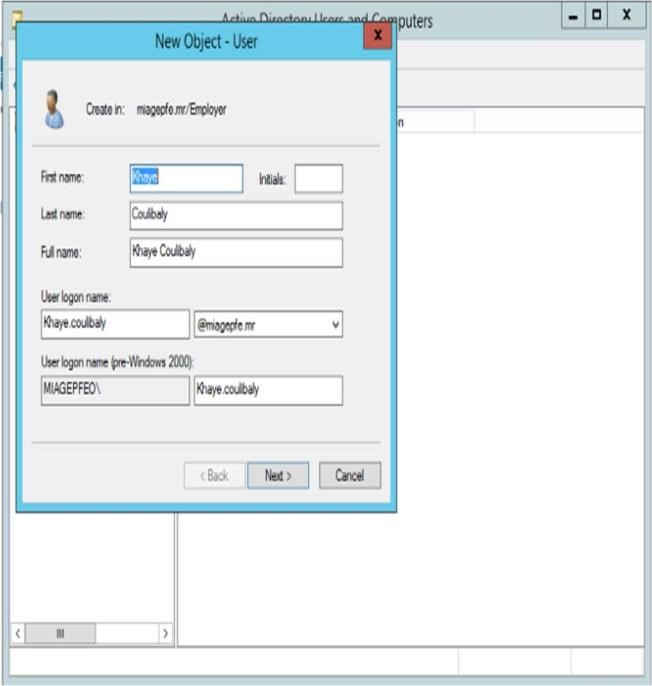 Active Directory Users and Computers
New Object - User
X
X
Create in: miagepfe.mr/Employer
n
First name: Khaye Initials:
Last name: Coulibaly
Full name: Khaye Coulibaly
User logon name:
Khaye.coulibaly @miagepfe.mr
User logon name (pre-Windows 2000):
MIAGEPFEO\ Khaye.coulibaly
< Back Next > Cancel